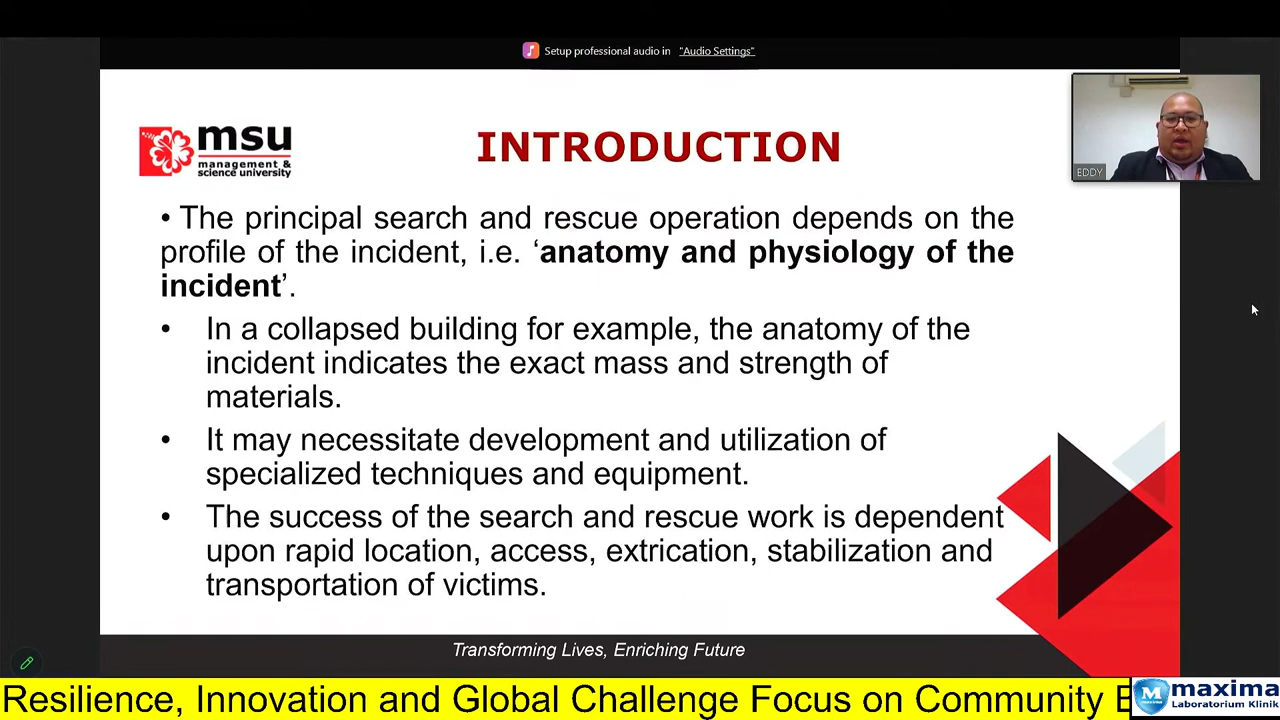 Setup professional audio in "Audio Settings"
msu
management &
science university
INTRODUCTION
EDDY
• The principal search and rescue operation depends on the
profile of the incident, i.e. ‘anatomy and physiology of the
incident’.
• In a collapsed building for example, the anatomy of the
incident indicates the exact mass and strength of
materials.
• It may necessitate development and utilization of
specialized techniques and equipment.
• The success of the search and rescue work is dependent
upon rapid location, access, extrication, stabilization and
transportation of victims.
Transforming Lives, Enriching Future
Resilience, Innovation and Global Challenge Focus on Community
M maxima
Laboratorium Klinik